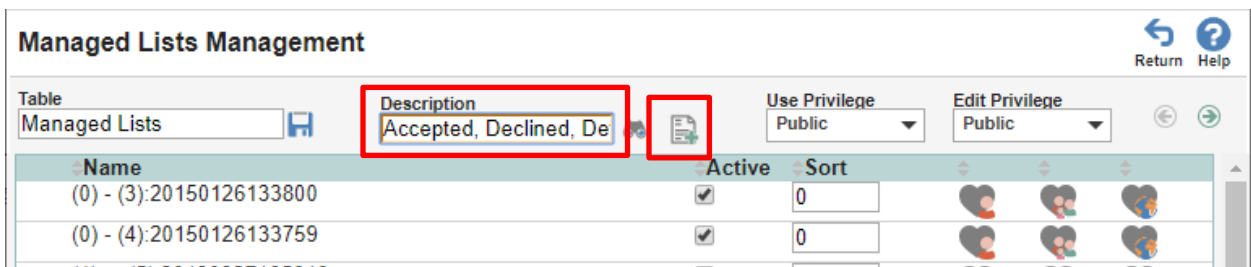 Managed Lists Management
Return Help
Table
Managed Lists
Description
Accepted, Declined, De
Use Privilege
Public
Edit Privilege
Public
Name Active Sort
(0) - (3):20150126133800 0
(0) - (4):20150126133759 0